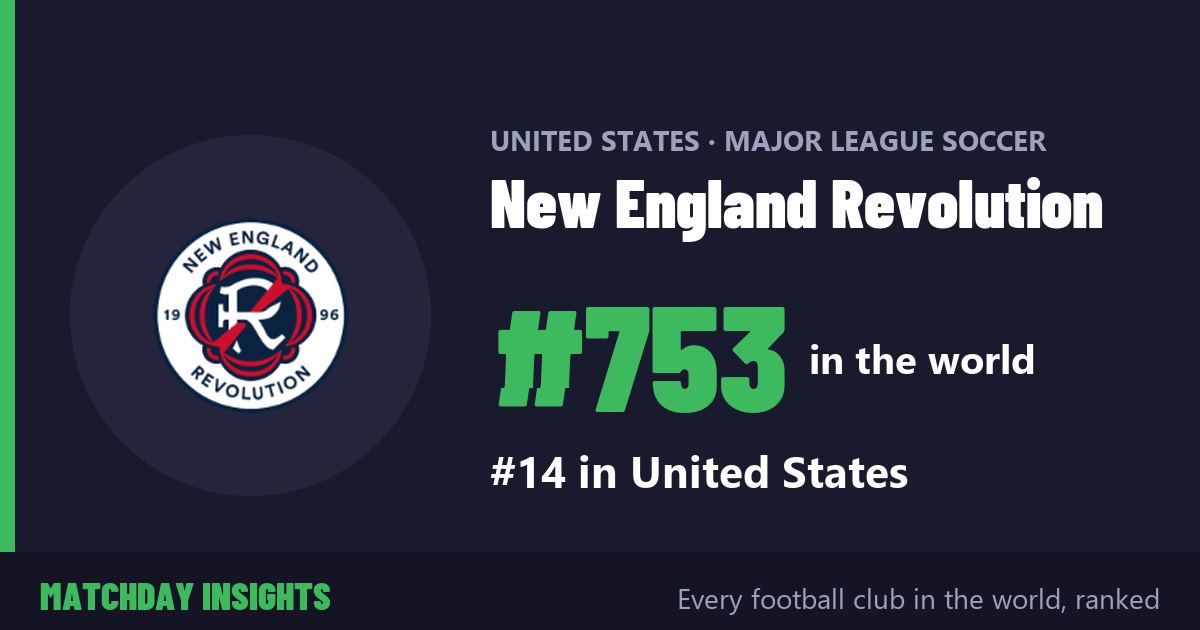 UNITED STATES · MAJOR LEAGUE SOCCER
New England Revolution
NEW ENGLAND
19 96
R
REVOLUTION
#753 in the world
#14 in United States
MATCHDAY INSIGHTS
Every football club in the world, ranked